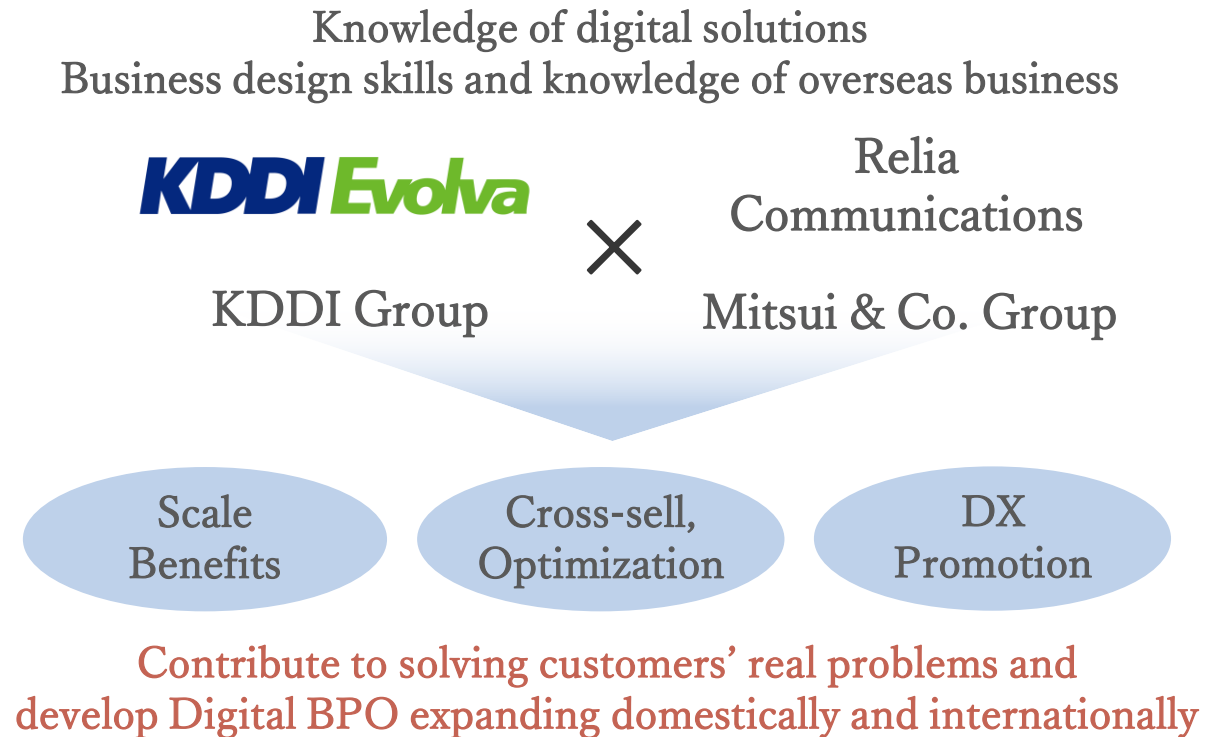 Knowledge of digital solutions
Business design skills and knowledge of overseas business
KDDI Evolva
Relia
Communications
KDDI Group
Mitsui & Co. Group
Scale
Benefits
Cross-sell,
Optimization
DX
Promotion
Contribute to solving customers’ real problems and
develop Digital BPO expanding domestically and internationally